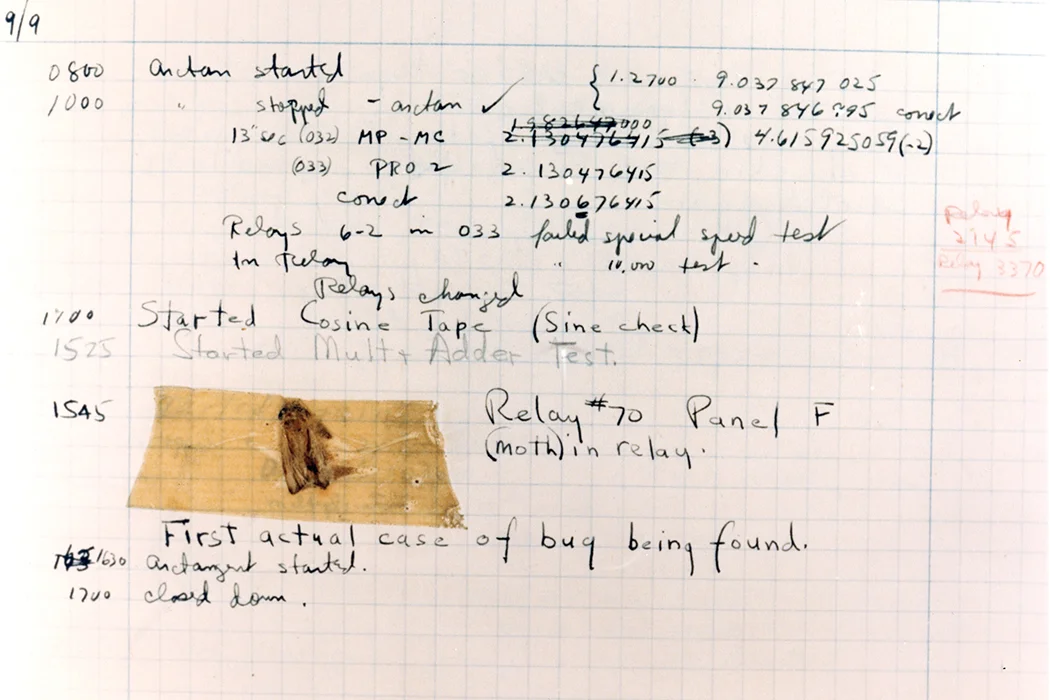 9/9
0800 arctan started { 1.2700 9.037 847 025
1000 " stopped - arctan ✓ 9.037 846 995 correct
13" sec (032) MP - MC 2.130476415 (-3) 4.615925059(-2)
(033) PRO 2 2.130476415
correct 2.130676415
Relays 6-2 in 033 failed special speed test
In Relay " 10.000 test .
Relay
2145
Relay 3370
Relays changed
1100 Started Cosine Tape (Sine check)
1525 Started Mult+ Adder Test.
1545 Relay #70 Panel F
(moth) in relay.
First actual case of bug being found.
1630 arctangent started.
1700 closed down.